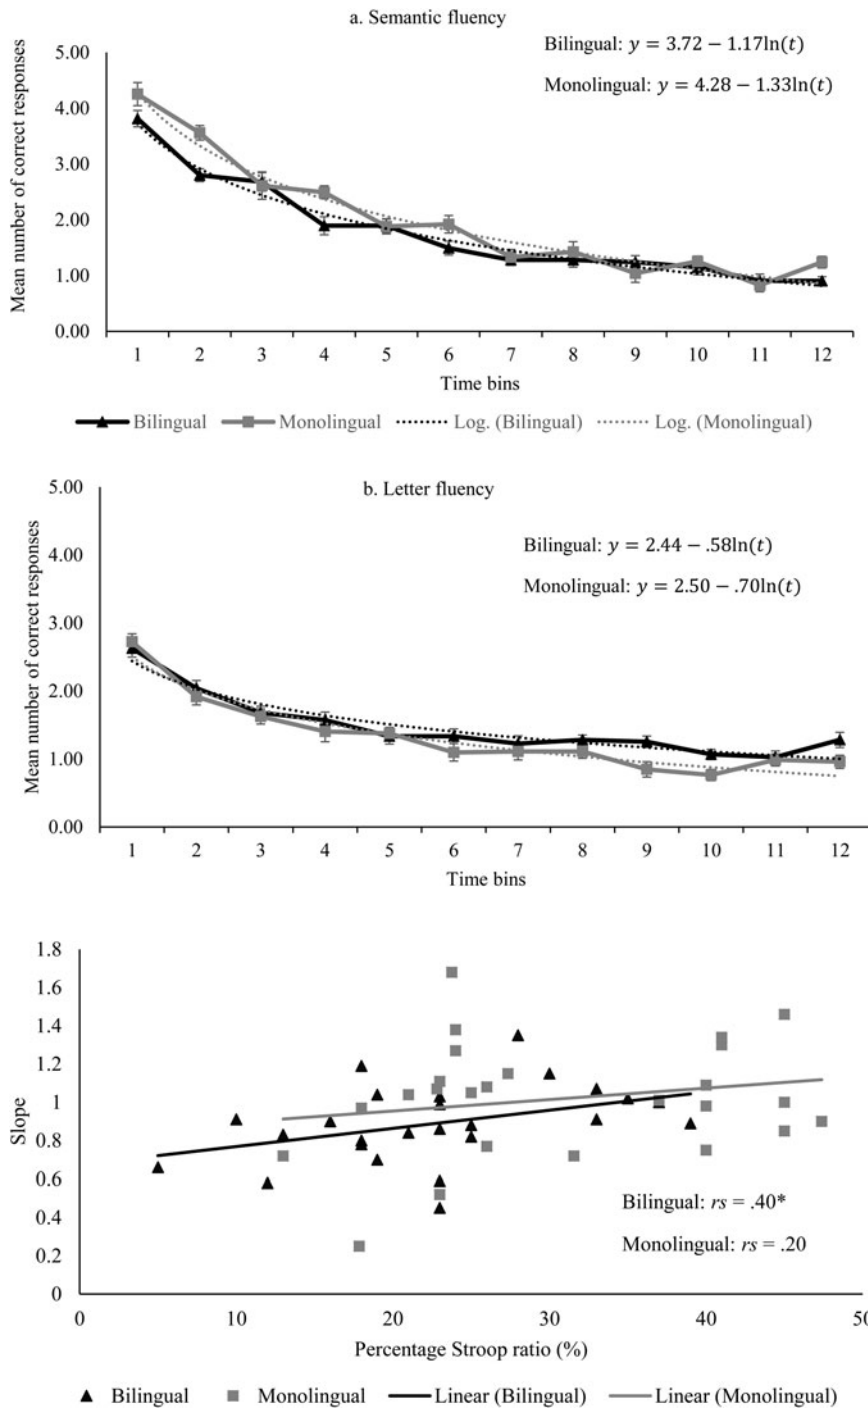 a. Semantic fluency
Bilingual: y = 3.72 − 1.17ln(t)
Monolingual: y = 4.28 − 1.33ln(t)
Mean number of correct responses
5.00
4.00
3.00
2.00
1.00
0.00
1 2 3 4 5 6 7 8 9 10 11 12
Time bins
Bilingual Monolingual Log. (Bilingual) Log. (Monolingual)
b. Letter fluency
Bilingual: y = 2.44 − .58ln(t)
Monolingual: y = 2.50 − .70ln(t)
Mean number of correct responses
5.00
4.00
3.00
2.00
1.00
0.00
1 2 3 4 5 6 7 8 9 10 11 12
Time bins
Slope
1.8
1.6
1.4
1.2
1
0.8
0.6
0.4
0.2
0
Bilingual: rs = .40*
Monolingual: rs = .20
0 10 20 30 40 50
Percentage Stroop ratio (%)
Bilingual Monolingual Linear (Bilingual) Linear (Monolingual)